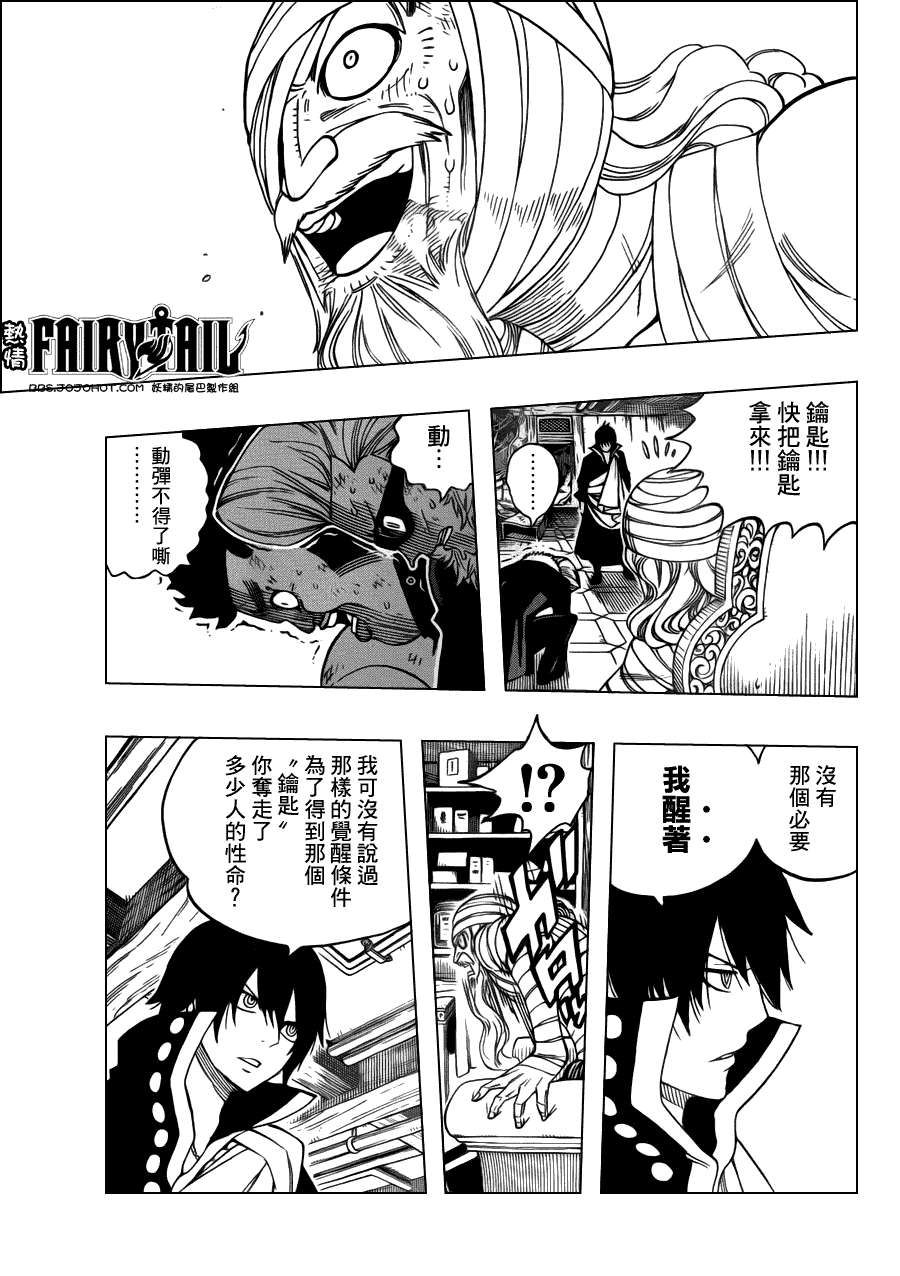 熱情
FAIRY TAIL
BBS.JOJOHOT.COM 妖精的尾巴製作組
鑰匙!!!
快把鑰匙
拿來!!!
………
動…
動彈不得了嘶,
…………
沒有
那個必要
・・
我醒著
!?
我可沒有說過
那樣的覺醒條件
為了得到那個
〝鑰匙〞
你奪走了
多少人的性命?